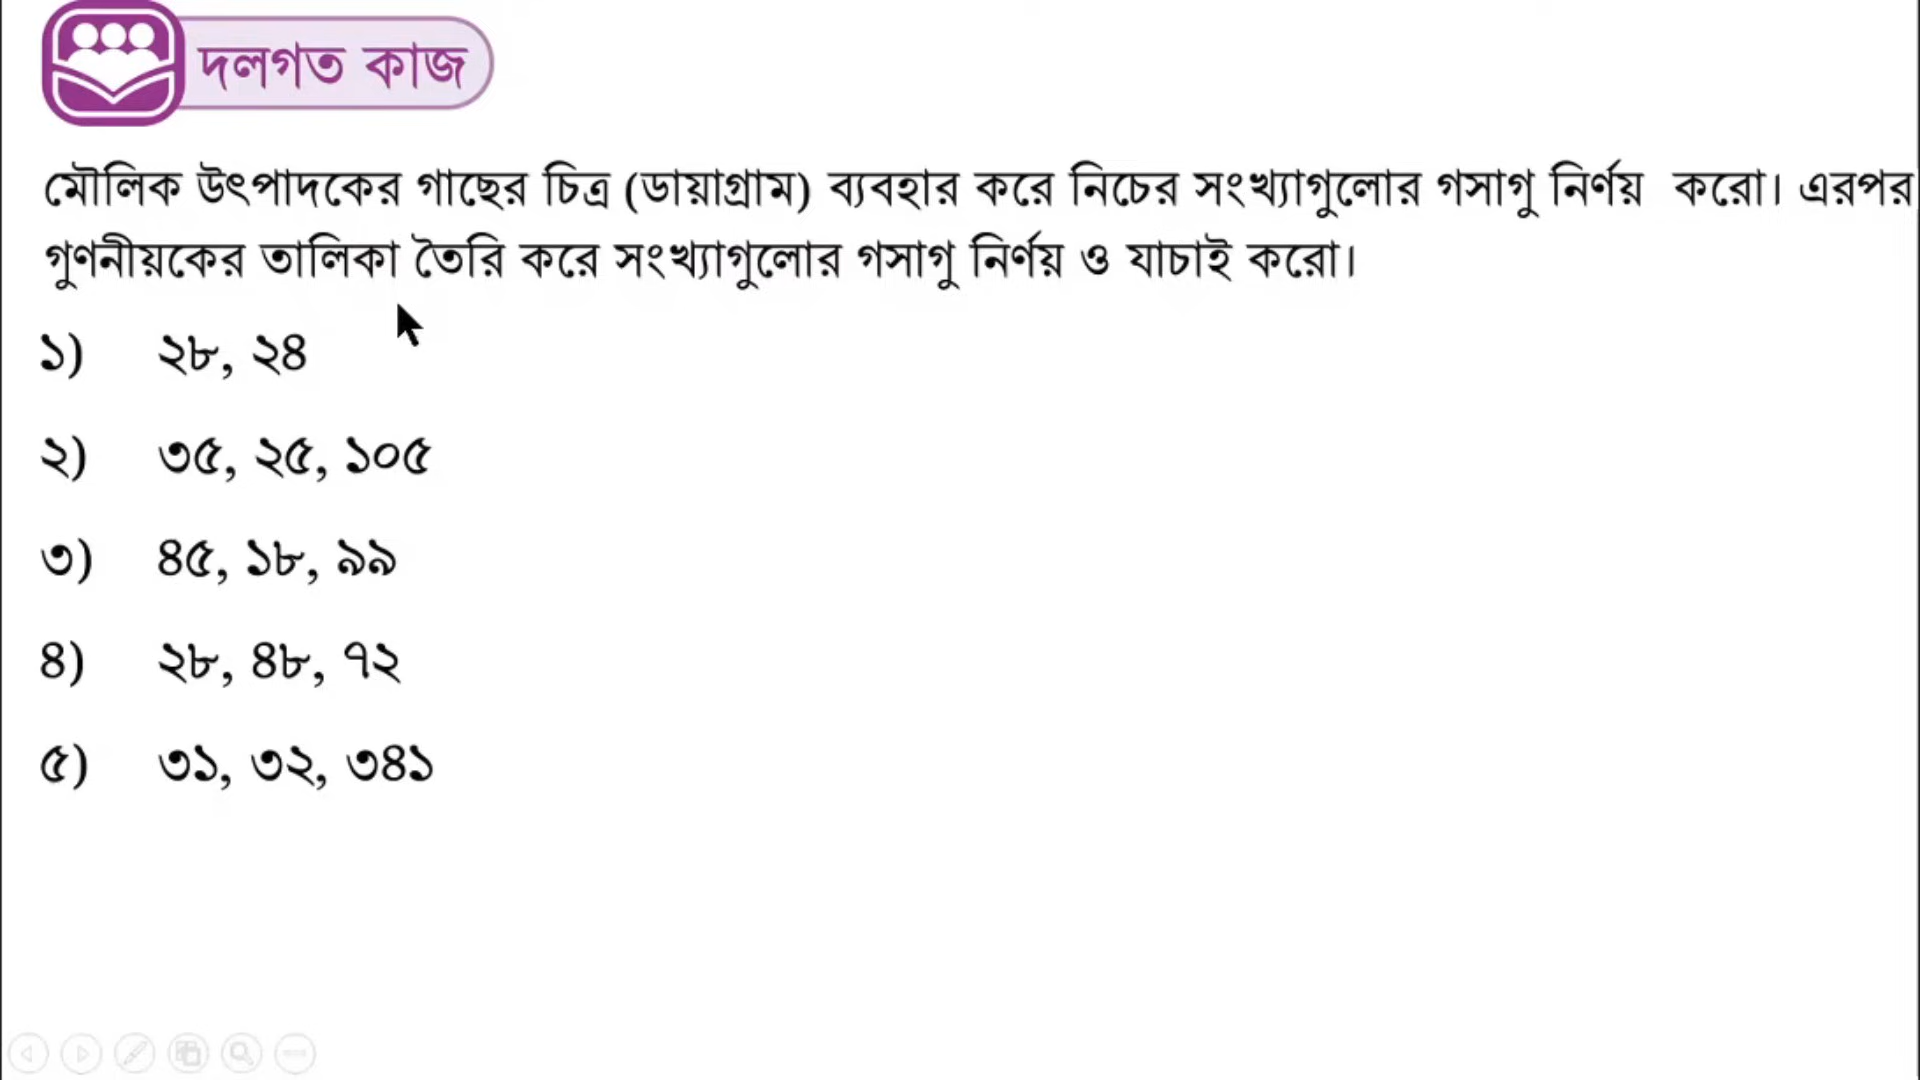 দলগত কাজ
মৌলিক উৎপাদকের গাছের চিত্র (ডায়াগ্রাম) ব্যবহার করে নিচের সংখ্যাগুলোর গসাগু নির্ণয় করো। এরপর
গুণনীয়কের তালিকা তৈরি করে সংখ্যাগুলোর গসাগু নির্ণয় ও যাচাই করো।
১) ২৮, ২৪
২) ৩৫, ২৫, ১০৫
৩) ৪৫, ১৮, ৯৯
৪) ২৮, ৪৮, ৭২
৫) ৩১, ৩২, ৩৪১